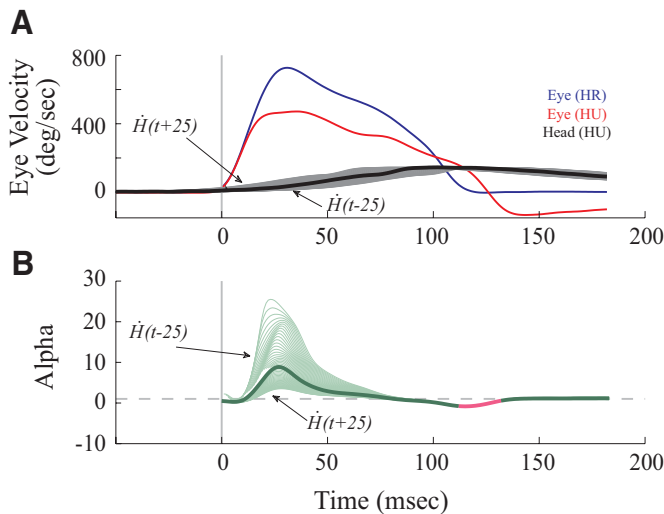 A
Eye Velocity
(deg/sec)
800
400
0
Ḣ(t+25)
Ḣ(t-25)
Eye (HR)
Eye (HU)
Head (HU)
0
50
100
150
200
B
Alpha
30
20
10
0
-10
Ḣ(t-25)
Ḣ(t+25)
0
50
100
150
200
Time (msec)